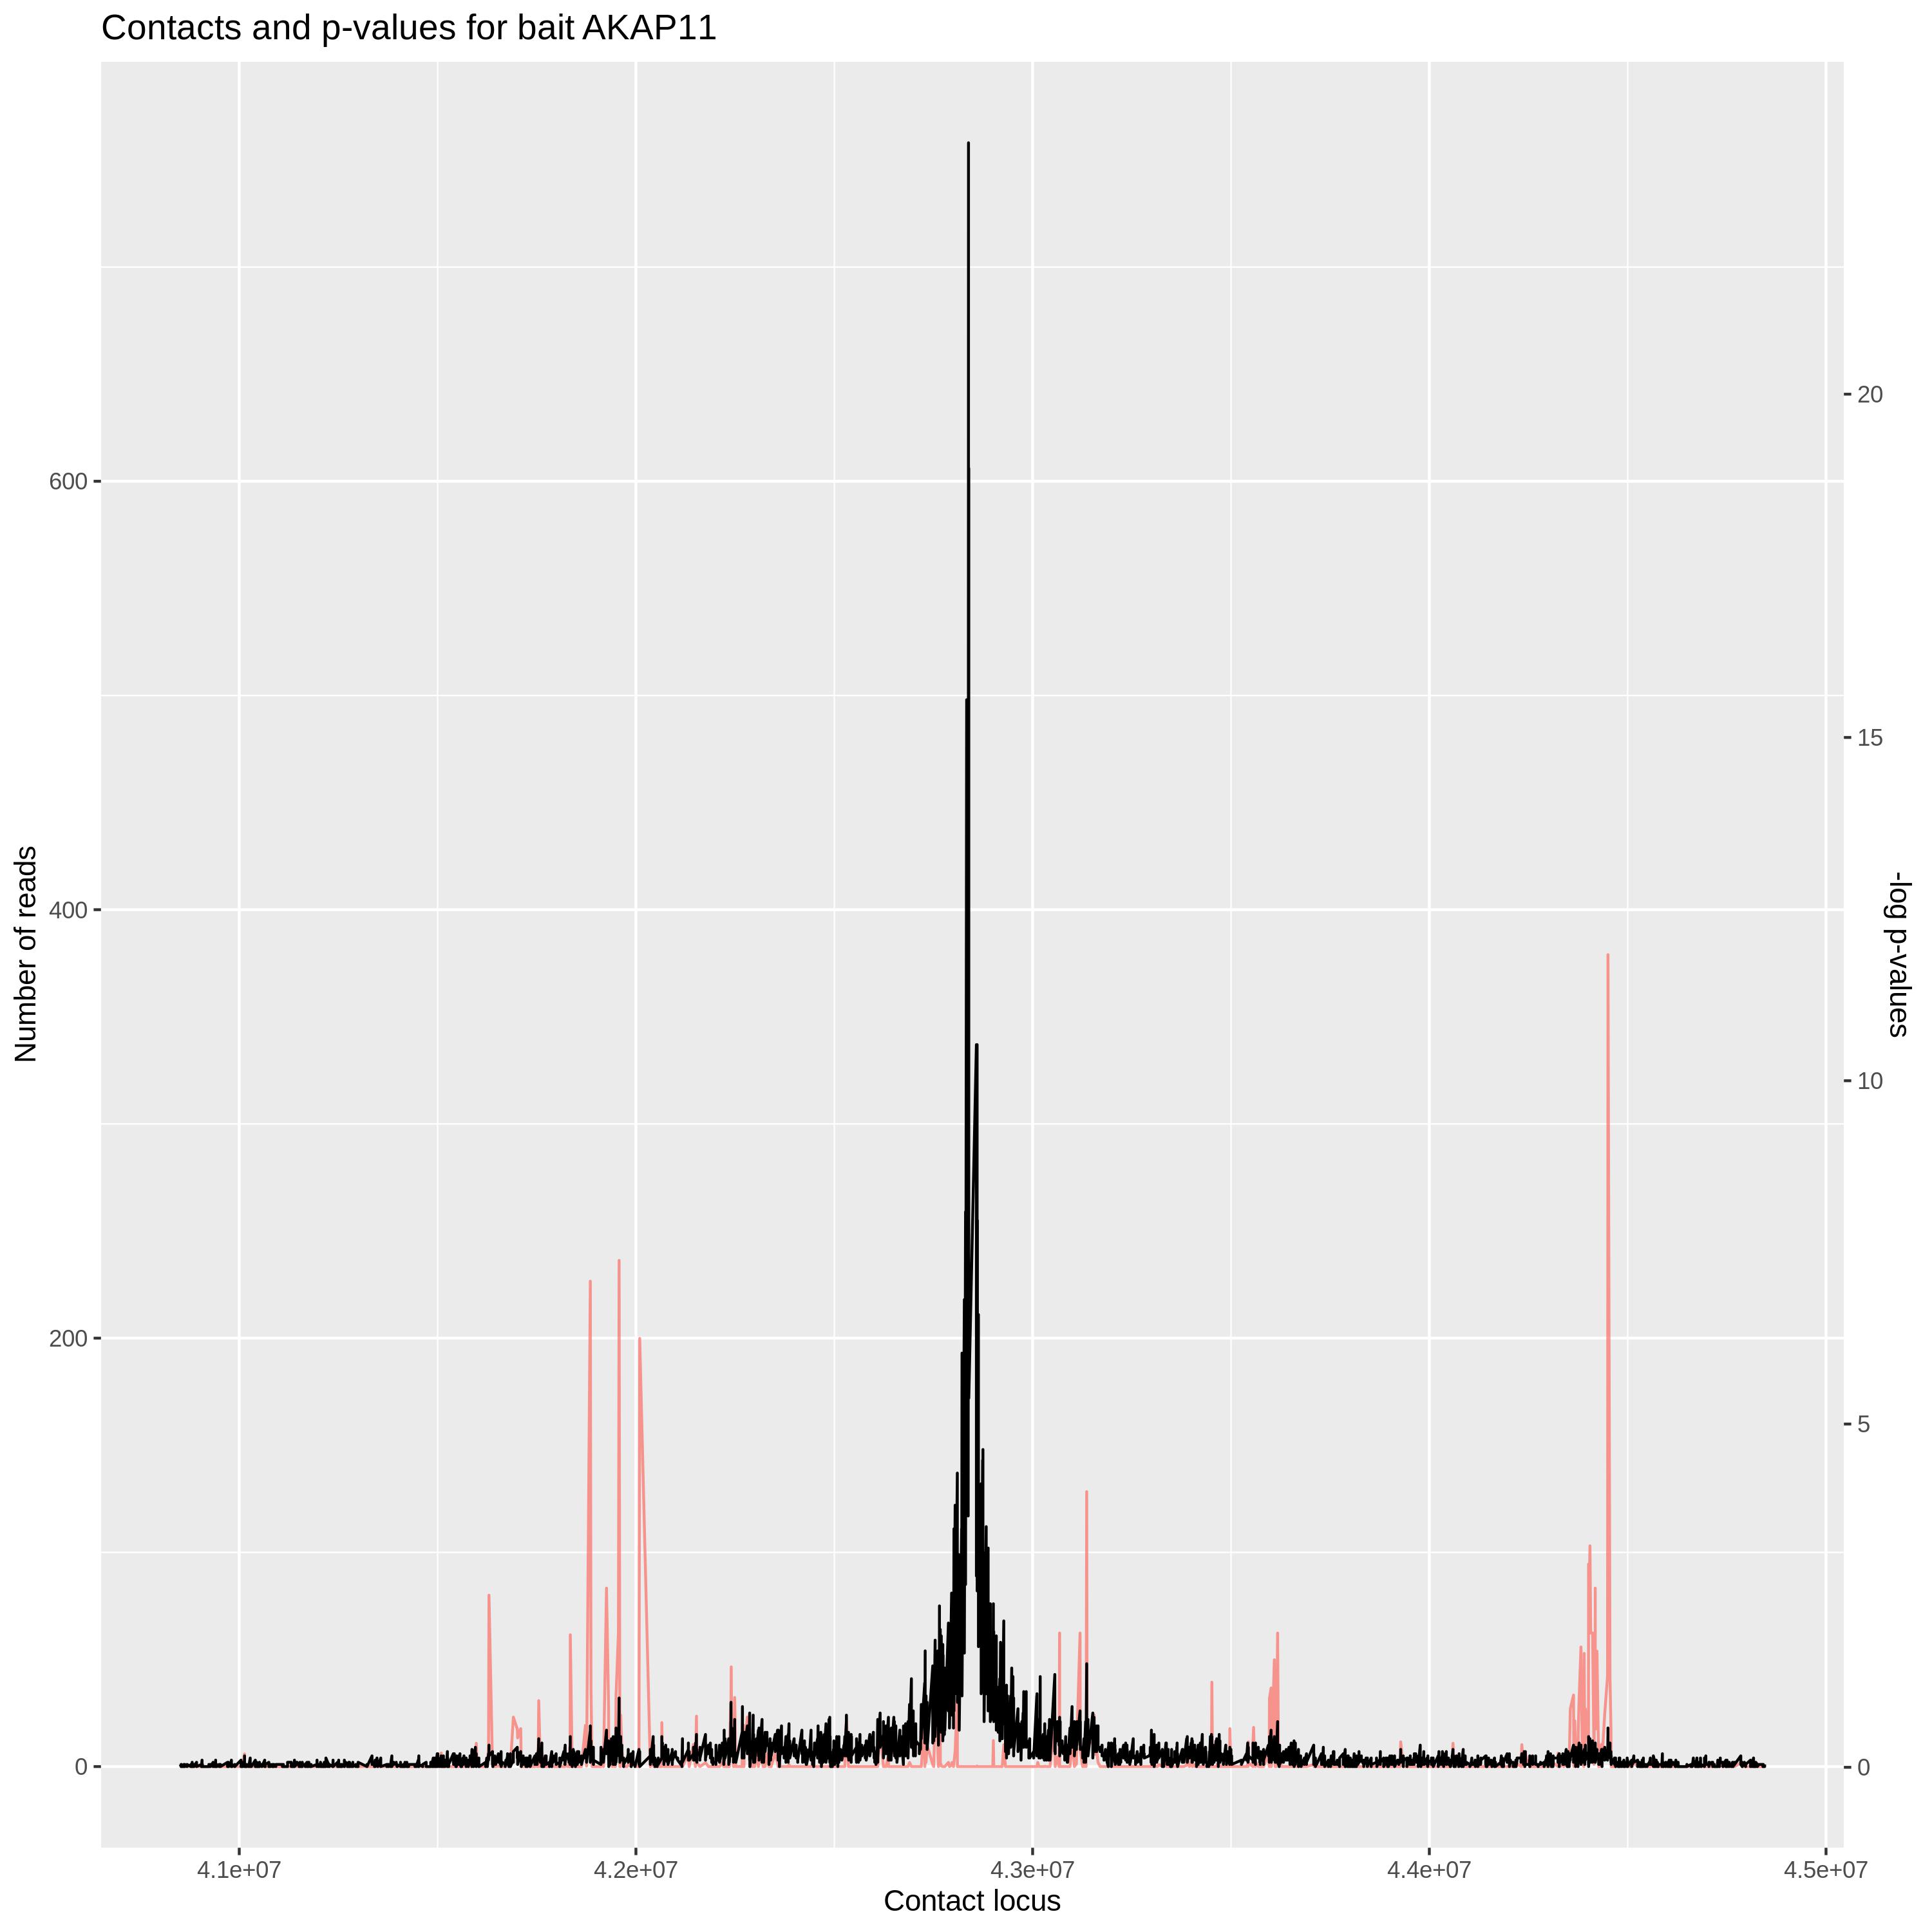 Contacts and p-values for bait AKAP11
Number of reads
600
400
200
0
20
15
10
5
0
-log p-values
4.1e+07
4.2e+07
4.3e+07
4.4e+07
4.5e+07
Contact locus